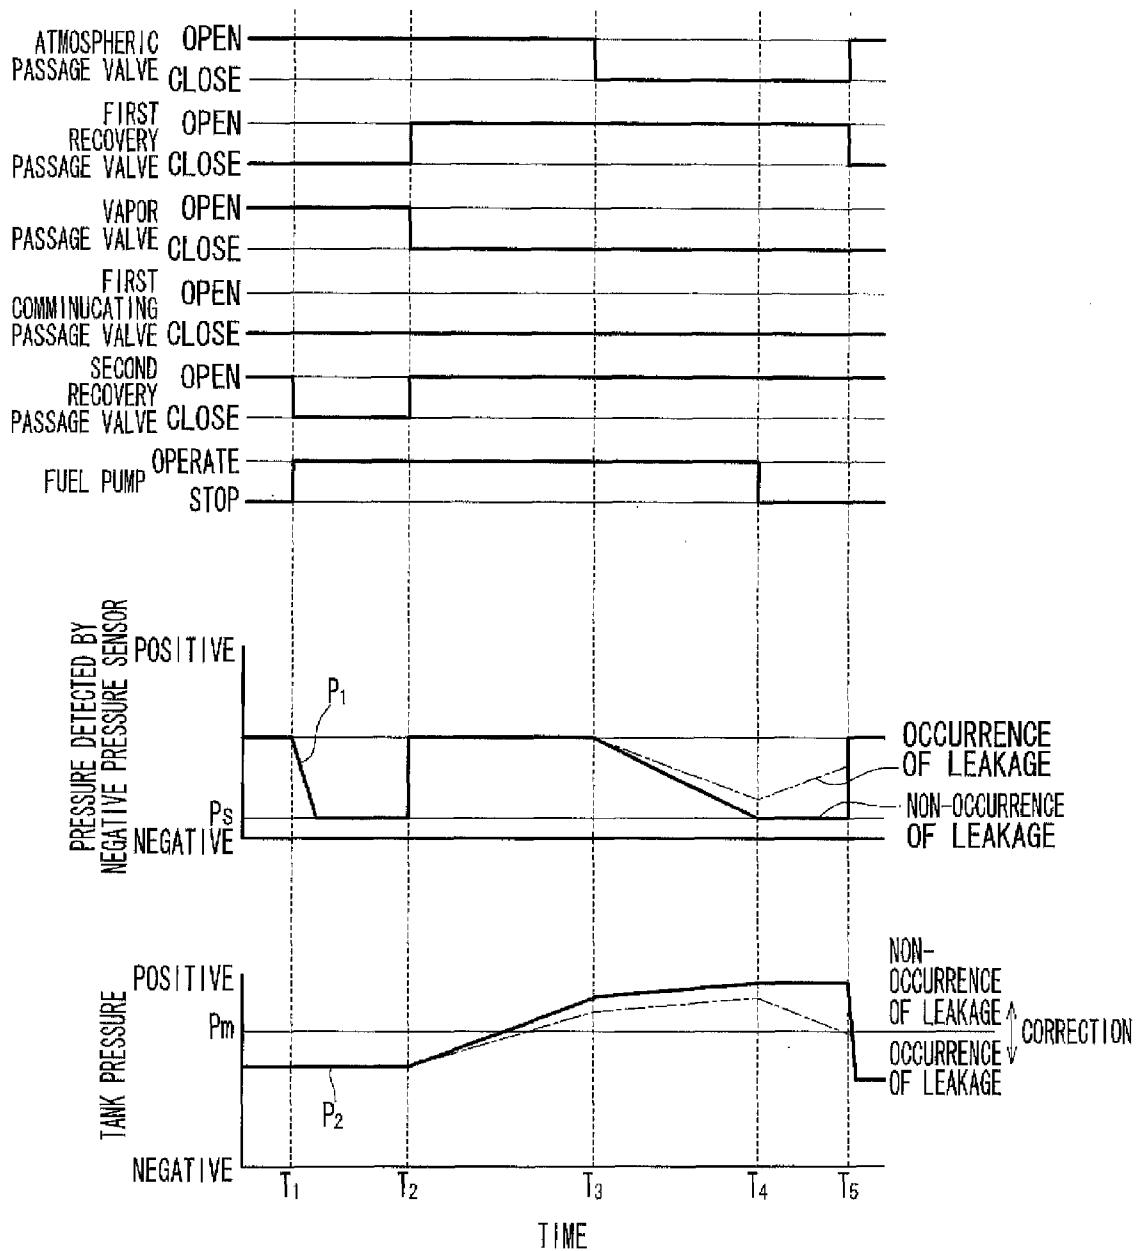 ATMOSPHERIC
PASSAGE VALVE
OPEN
CLOSE
FIRST
RECOVERY
PASSAGE VALVE
OPEN
CLOSE
VAPOR
PASSAGE VALVE
OPEN
CLOSE
FIRST
COMMINUCATING
PASSAGE VALVE
OPEN
CLOSE
SECOND
RECOVERY
PASSAGE VALVE
OPEN
CLOSE
FUEL PUMP
OPERATE
STOP
PRESSURE DETECTED BY
NEGATIVE PRESSURE SENSOR
POSITIVE
P1
Ps
NEGATIVE
OCCURRENCE
OF LEAKAGE
NON-OCCURRENCE
OF LEAKAGE
TANK PRESSURE
POSITIVE
Pm
P2
NEGATIVE
NON-
OCCURRENCE
OF LEAKAGE
CORRECTION
OCCURRENCE
OF LEAKAGE
T1 T2 T3 T4 T5
TIME